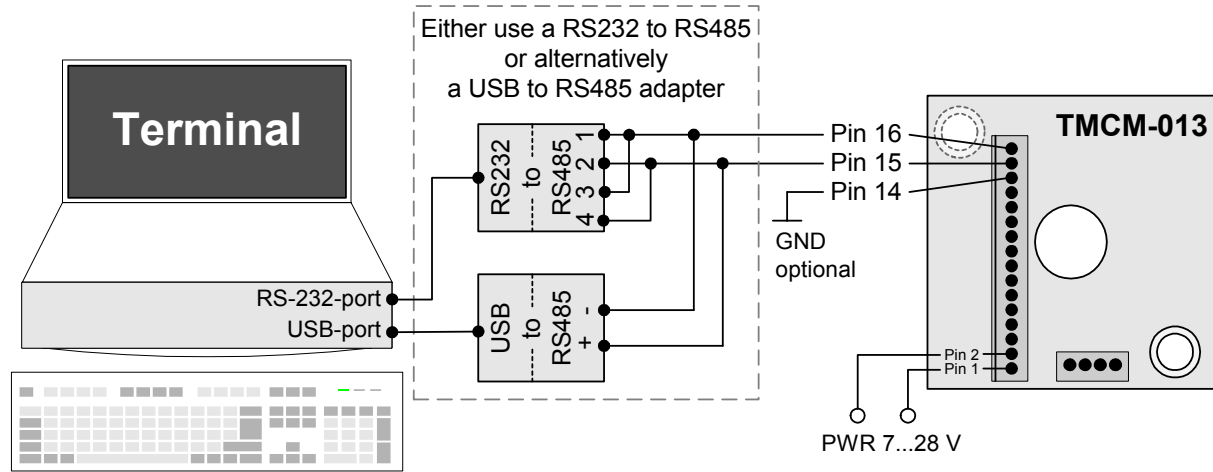 Either use a RS232 to RS485
or alternatively
a USB to RS485 adapter
Terminal
RS-232-port
USB-port
RS232
to
RS485
1
2
3
4
USB
to
RS485
-
+
Pin 16
Pin 15
Pin 14
GND
optional
TMCM-013
Pin 2
Pin 1
PWR 7...28 V